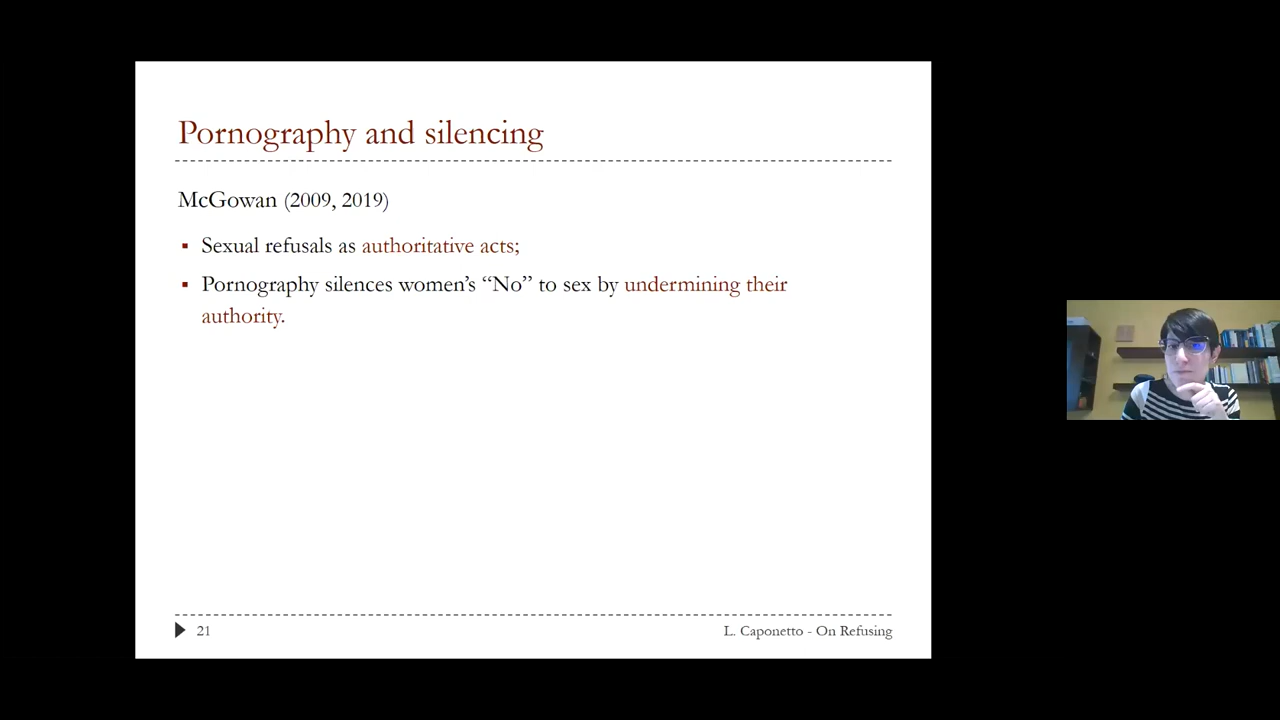 Pornography and silencing
McGowan (2009, 2019)
▪ Sexual refusals as authoritative acts;
▪ Pornography silences women’s “No” to sex by undermining their
authority.
21
L. Caponetto - On Refusing